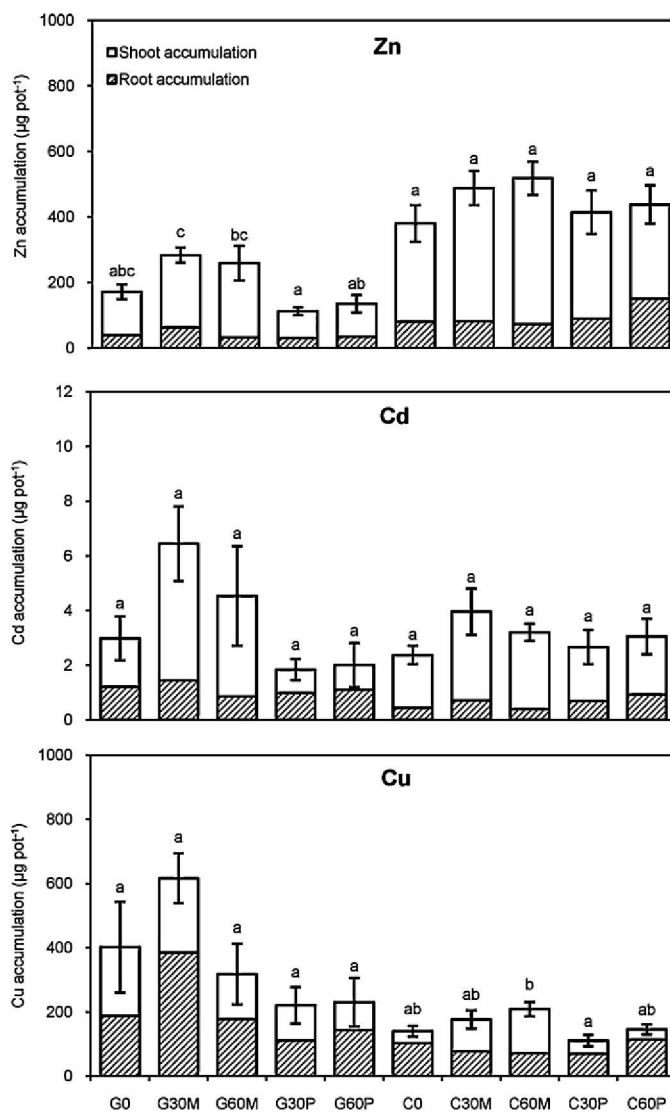 Zn
Shoot accumulation
Root accumulation
Zn accumulation (µg pot⁻¹)
1000
800
600
400
200
0
abc
c
bc
a
ab
a
a
a
a
a
Cd
Cd accumulation (µg pot⁻¹)
12
10
8
6
4
2
0
a
a
a
a
a
a
a
a
a
a
Cu
Cu accumulation (µg pot⁻¹)
1000
800
600
400
200
0
a
a
a
a
a
ab
ab
b
a
ab
G0 G30M G60M G30P G60P C0 C30M C60M C30P C60P